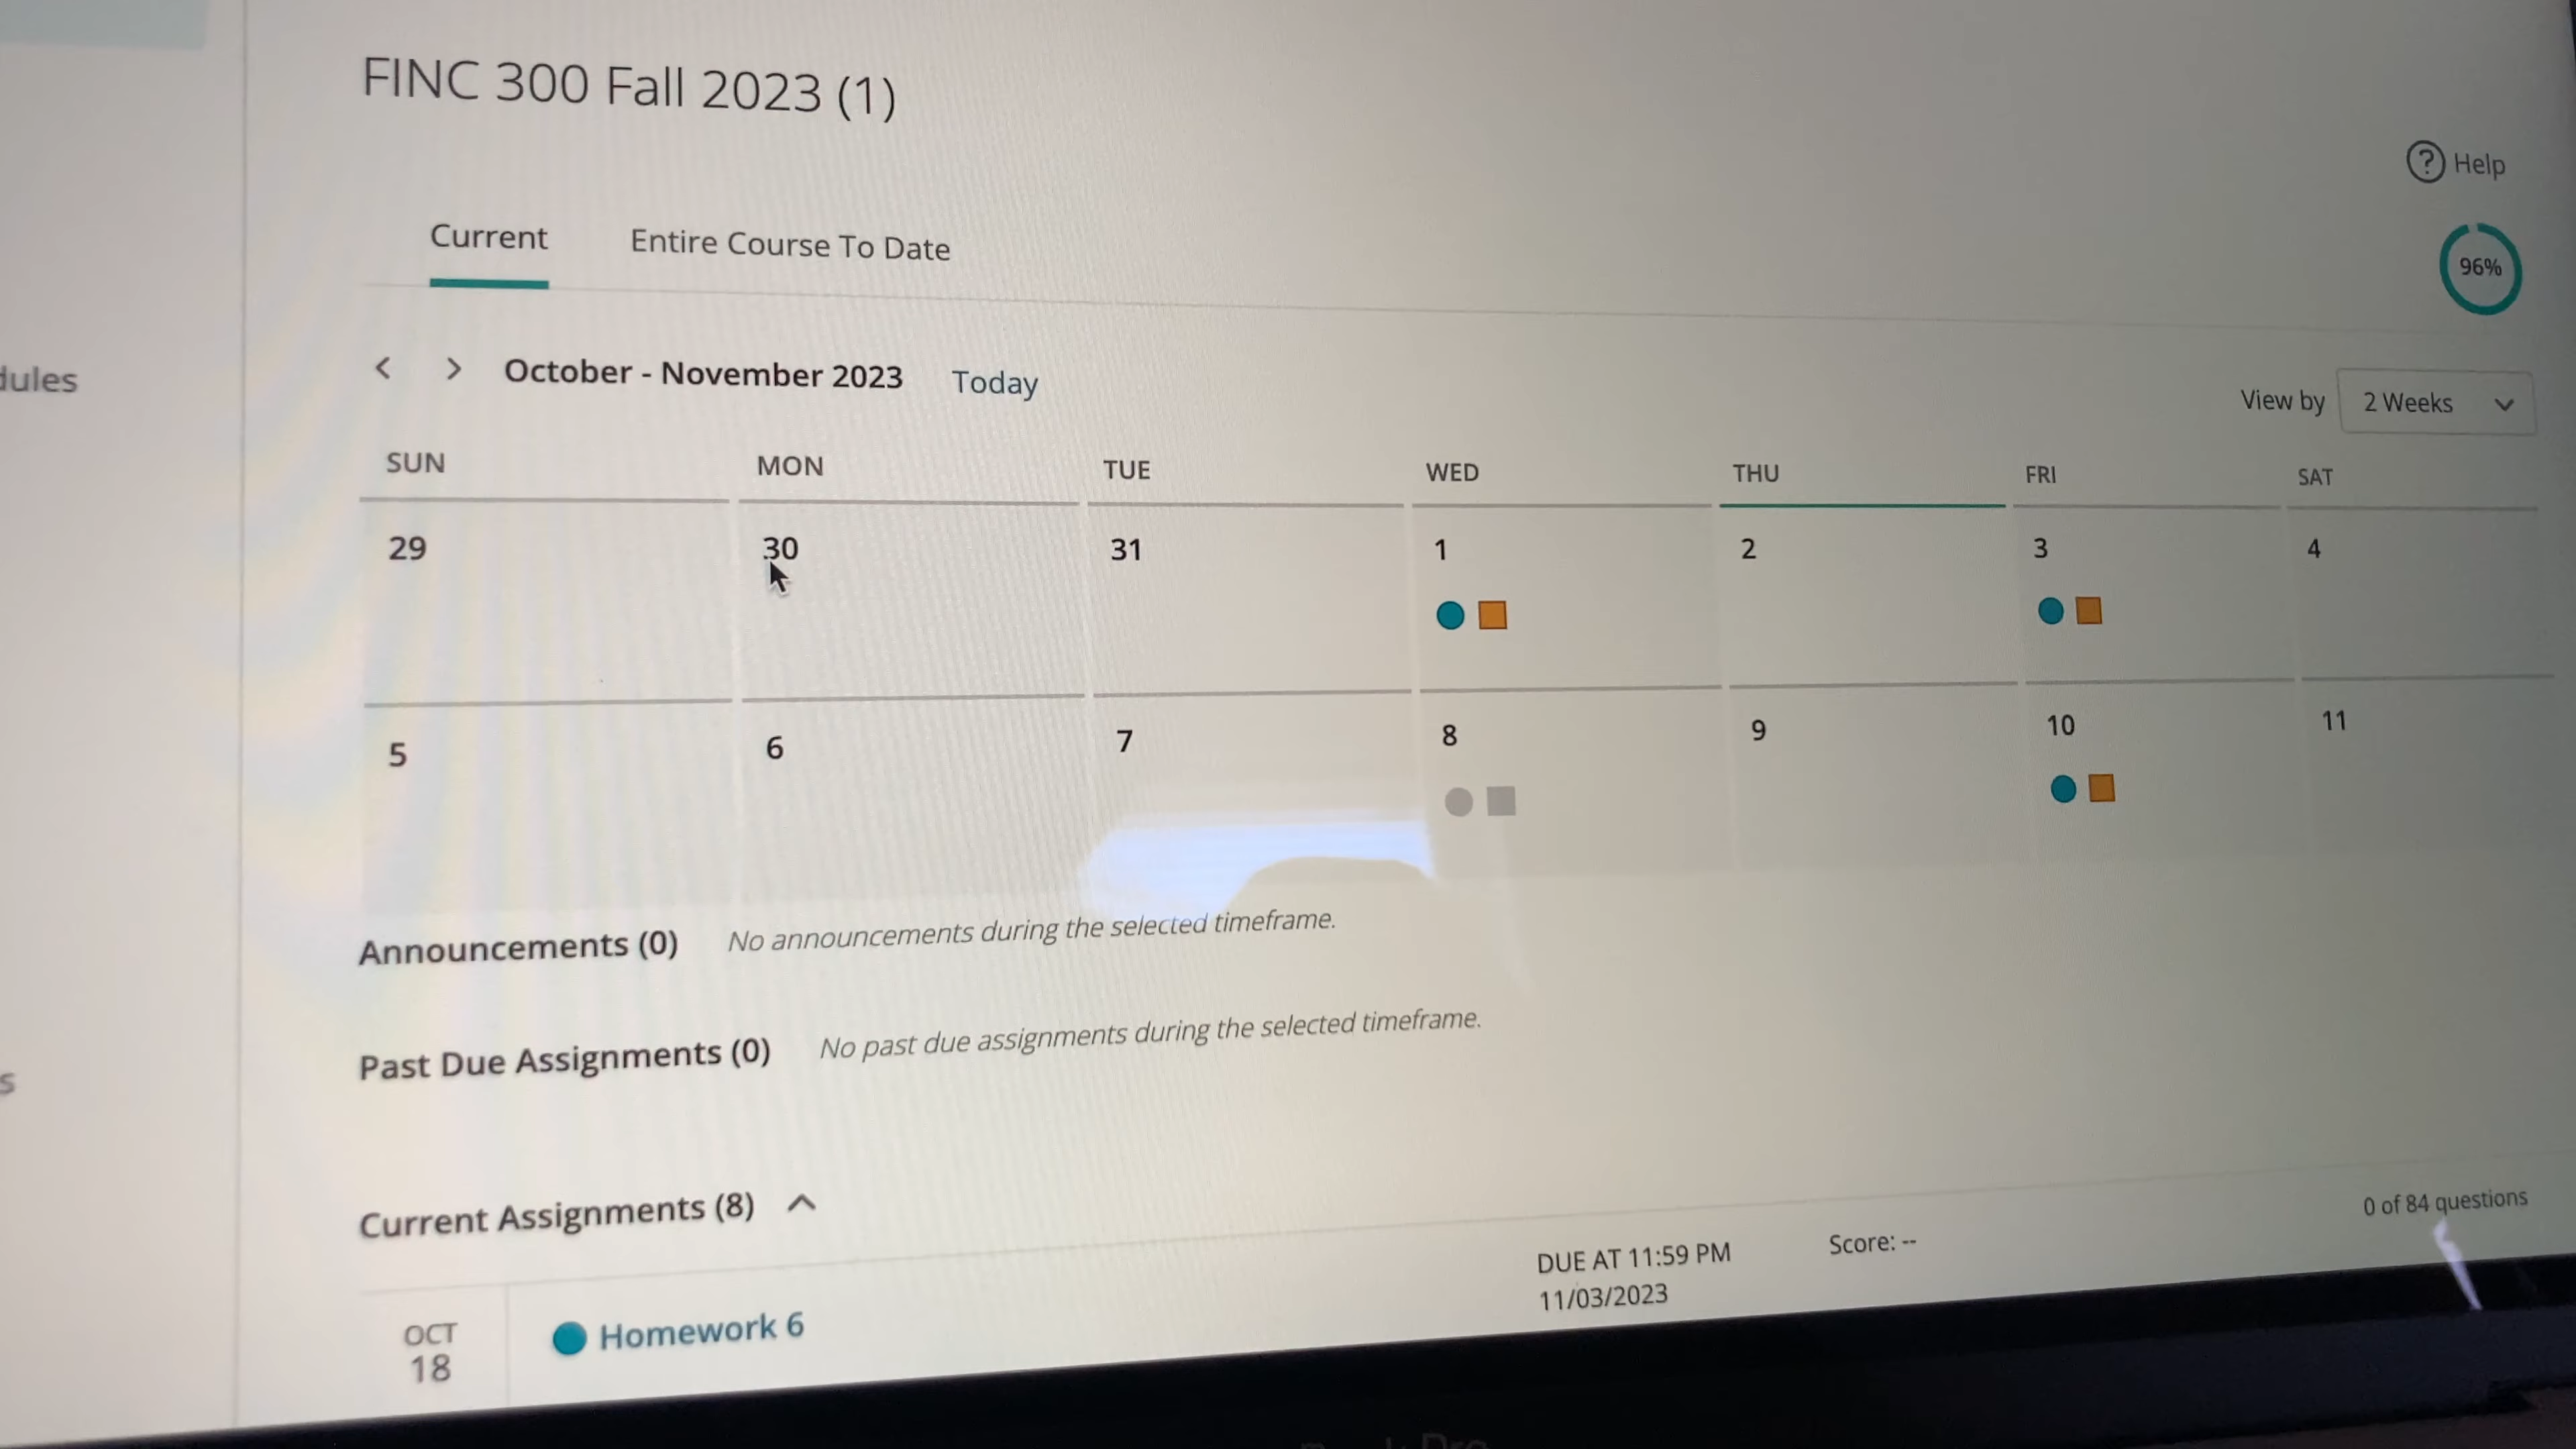 FINC 300 Fall 2023 (1)
Help
Current
Entire Course To Date
96%
October - November 2023
Today
View by
2 Weeks
SUN
MON
TUE
WED
THU
FRI
SAT
29
30
31
1
2
3
4
5
6
7
8
9
10
11
Announcements (0)
No announcements during the selected timeframe.
Past Due Assignments (0)
No past due assignments during the selected timeframe.
Current Assignments (8)
OCT
18
Homework 6
DUE AT 11:59 PM
11/03/2023
Score: --
0 of 84 questions